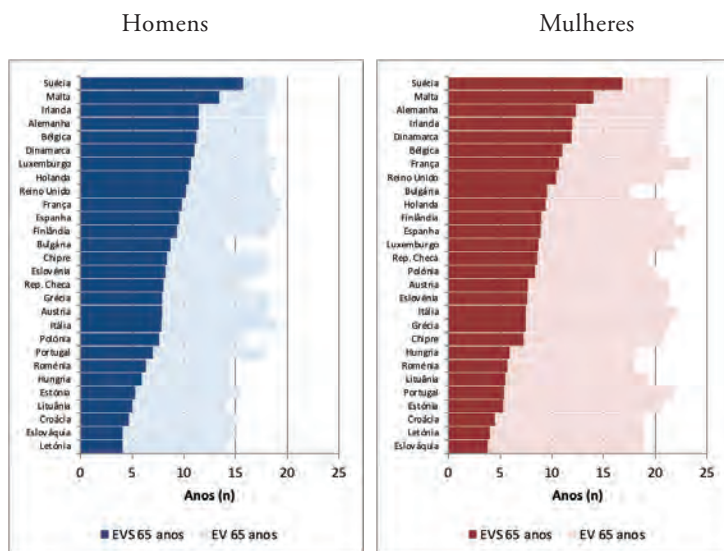 Homens
Suécia
Malta
Irlanda
Alemanha
Bélgica
Dinamarca
Luxemburgo
Holanda
Reino Unido
França
Espanha
Finlândia
Bulgária
Chipre
Eslovénia
Rep. Checa
Grécia
Austria
Itália
Polónia
Portugal
Roménia
Hungria
Estónia
Lituânia
Croácia
Eslováquia
Letónia
0 5 10 15 20 25
Anos (n)
EVS 65 anos EV 65 anos
Mulheres
Suécia
Malta
Alemanha
Irlanda
Dinamarca
Bélgica
França
Reino Unido
Bulgária
Holanda
Finlândia
Espanha
Luxemburgo
Rep. Checa
Polónia
Austria
Eslovénia
Itália
Grécia
Chipre
Hungria
Roménia
Lituânia
Portugal
Estónia
Croácia
Letónia
Eslováquia
0 5 10 15 20 25
Anos (n)
EVS 65 anos EV 65 anos